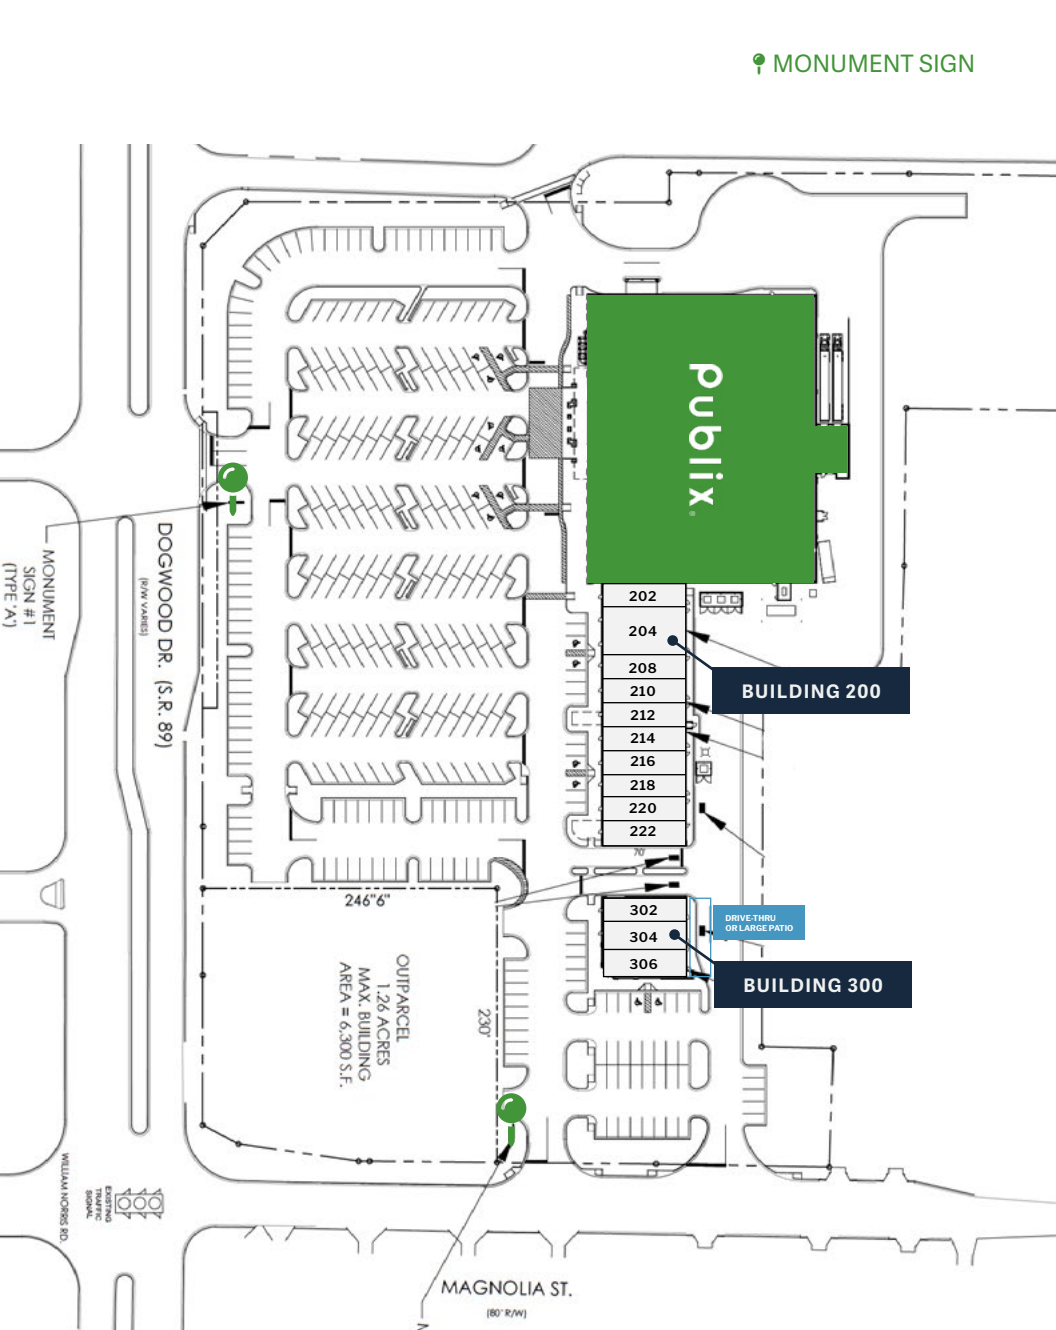 MONUMENT SIGN
publix
MONUMENT
SIGN #1
(TYPE 'A')
DOGWOOD DR. (S.R. 89)
(R/W VARIES)
202
204
208
210
212
214
216
218
220
222
BUILDING 200
70'
302
304
306
DRIVE-THRU
OR LARGE PATIO
BUILDING 300
246"6"
230'
OUTPARCEL
1.26 ACRES
MAX. BUILDING
AREA = 6,300 S.F.
WILLIAM NORRIS RD.
EXISTING
TRAFFIC
SIGNAL
MAGNOLIA ST.
(80' R/W)